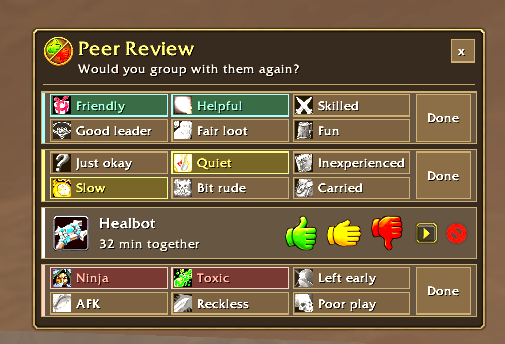 Peer Review
Would you group with them again?
x
Friendly Helpful Skilled
Good leader Fair loot Fun
Done
Just okay Quiet Inexperienced
Slow Bit rude Carried
Done
Healbot
32 min together
Ninja Toxic Left early
AFK Reckless Poor play
Done